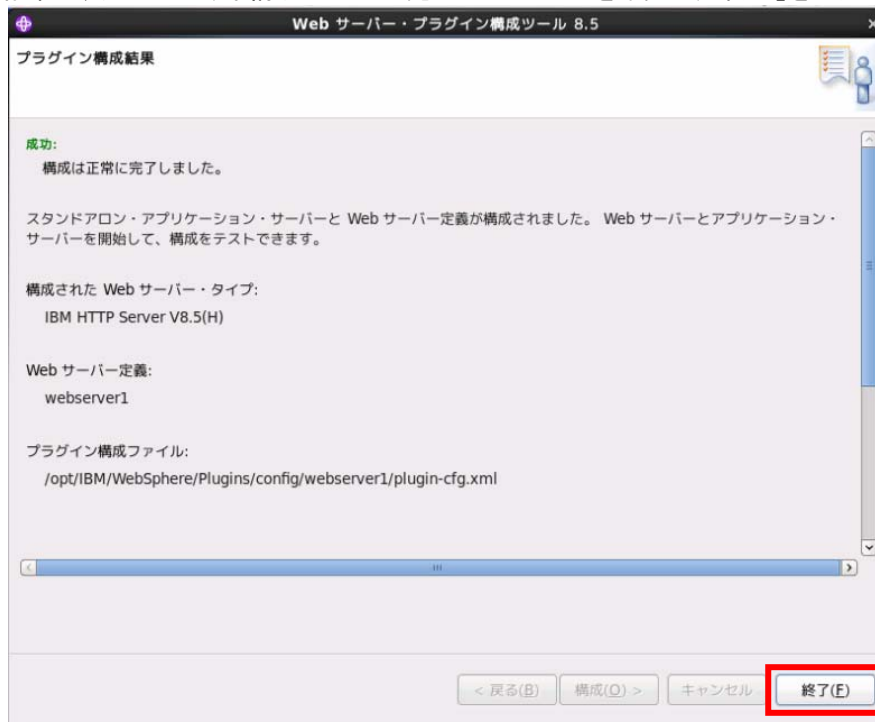 Web サーバー・プラグイン構成ツール 8.5
プラグイン構成結果
成功:
構成は正常に完了しました。
スタンドアロン・アプリケーション・サーバーと Web サーバー定義が構成されました。 Web サーバーとアプリケーション・
サーバーを開始して、構成をテストできます。
構成された Web サーバー・タイプ:
IBM HTTP Server V8.5(H)
Web サーバー定義:
webserver1
プラグイン構成ファイル:
/opt/IBM/WebSphere/Plugins/config/webserver1/plugin-cfg.xml
< 戻る(B) 構成(O) > キャンセル 終了(F)